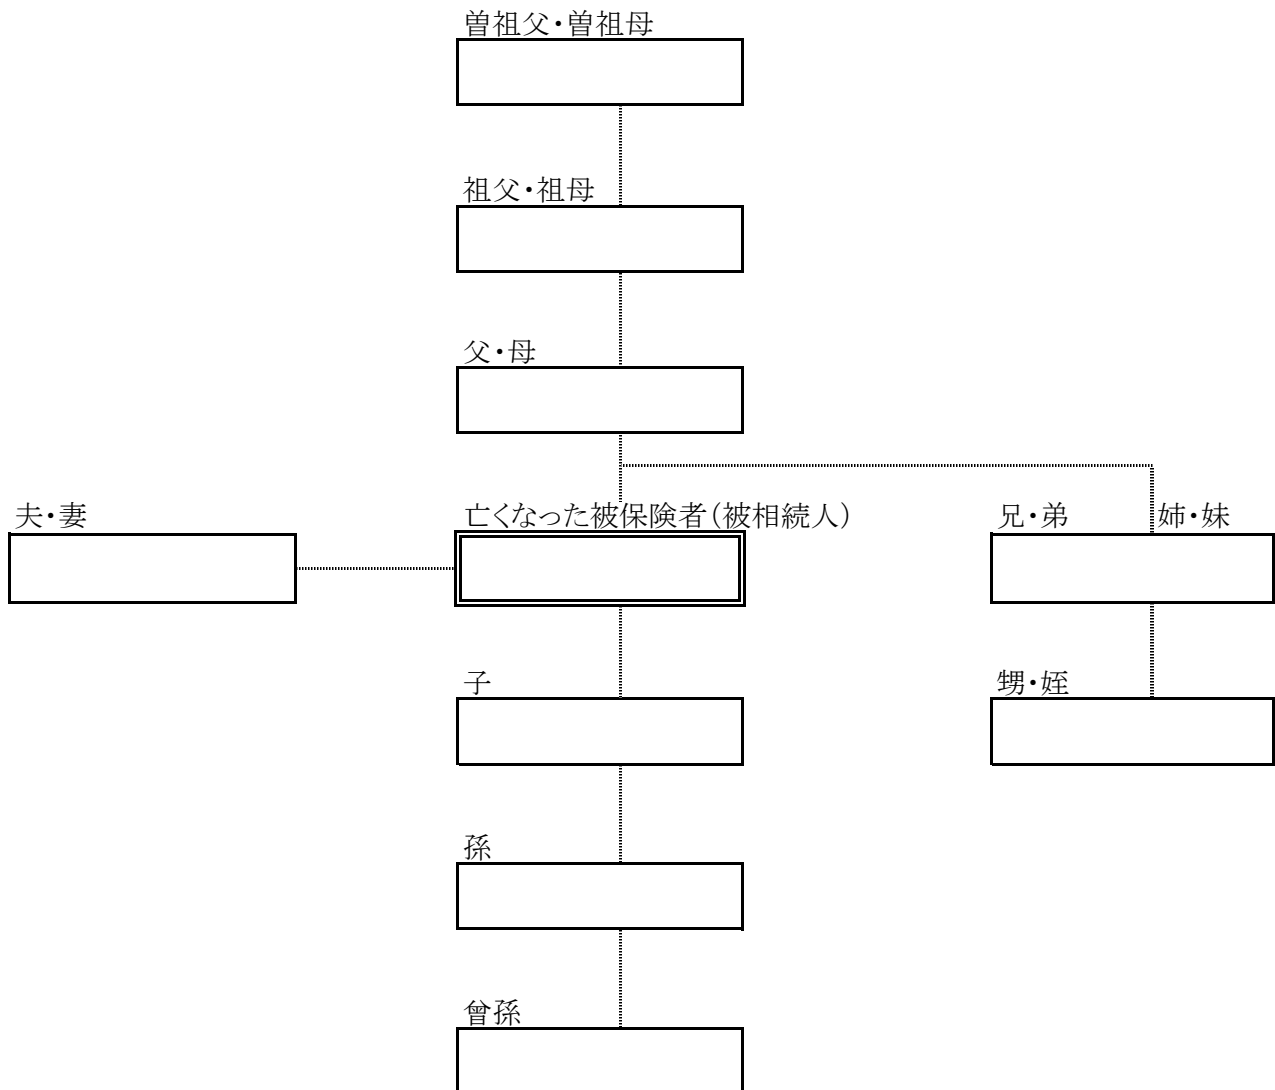 曽祖父・曽祖母
祖父・祖母
父・母
夫・妻
亡くなった被保険者(被相続人)
兄・弟
姉・妹
子
甥・姪
孫
曾孫